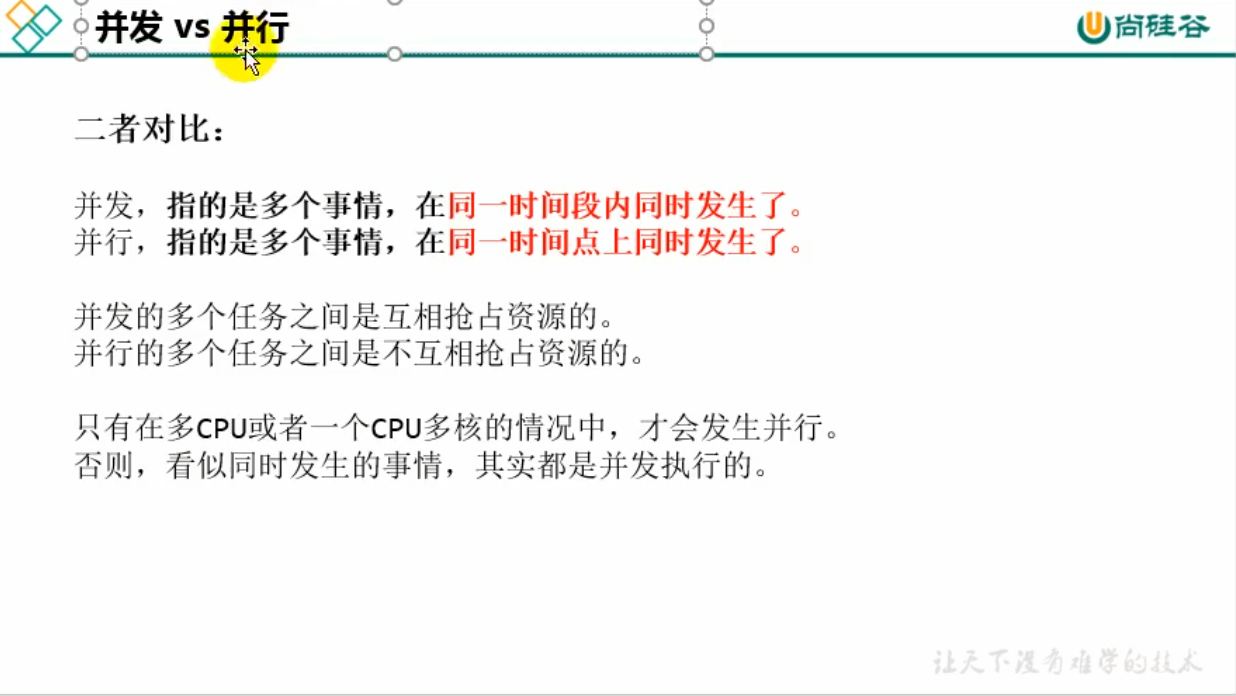 并发 vs 并行
尚硅谷
二者对比：
并发，指的是多个事情，在同一时间段内同时发生了。
并行，指的是多个事情，在同一时间点上同时发生了。
并发的多个任务之间是互相抢占资源的。
并行的多个任务之间是不互相抢占资源的。
只有在多CPU或者一个CPU多核的情况中，才会发生并行。
否则，看似同时发生的事情，其实都是并发执行的。
让天下没有难学的技术